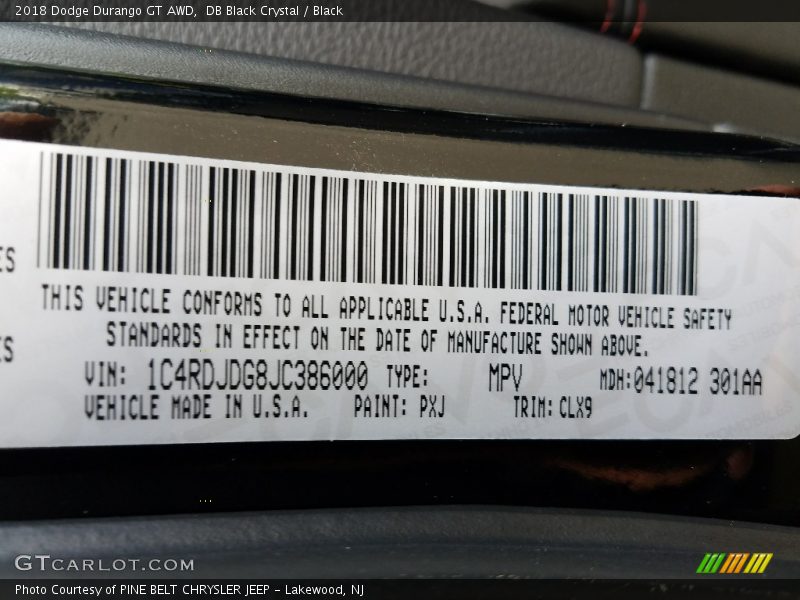 2018 Dodge Durango GT AWD,  DB Black Crystal / Black
ES
ES
THIS VEHICLE CONFORMS TO ALL APPLICABLE U.S.A. FEDERAL MOTOR VEHICLE SAFETY
STANDARDS IN EFFECT ON THE DATE OF MANUFACTURE SHOWN ABOVE.
VIN: 1C4RDJDG8JC386000 TYPE: MPV MDH:041812 301AA
VEHICLE MADE IN U.S.A. PAINT: PXJ TRIM: CLX9
GTCARLOT.COM
Photo Courtesy of PINE BELT CHRYSLER JEEP - Lakewood, NJ